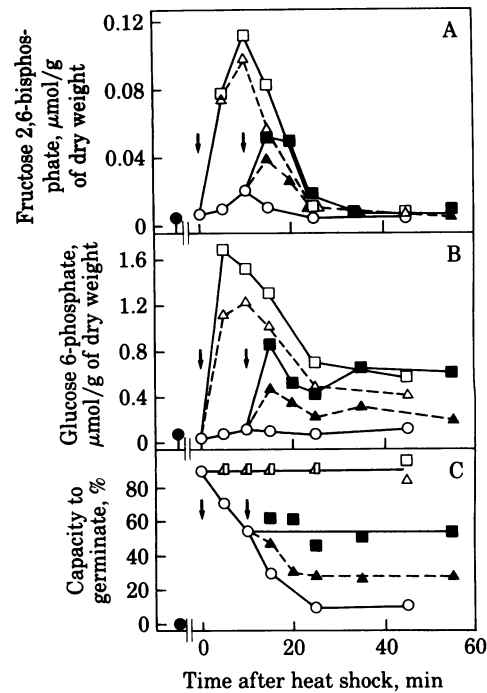 0.12
A
0.08
0.04
0
Fructose 2,6-bisphos-
phate, μmol/g
of dry weight
1.6
B
1.2
0.8
0.4
0
Glucose 6-phosphate,
μmol/g of dry weight
80
C
60
40
20
0
Capacity to
germinate, %
0 20 40 60
Time after heat shock, min